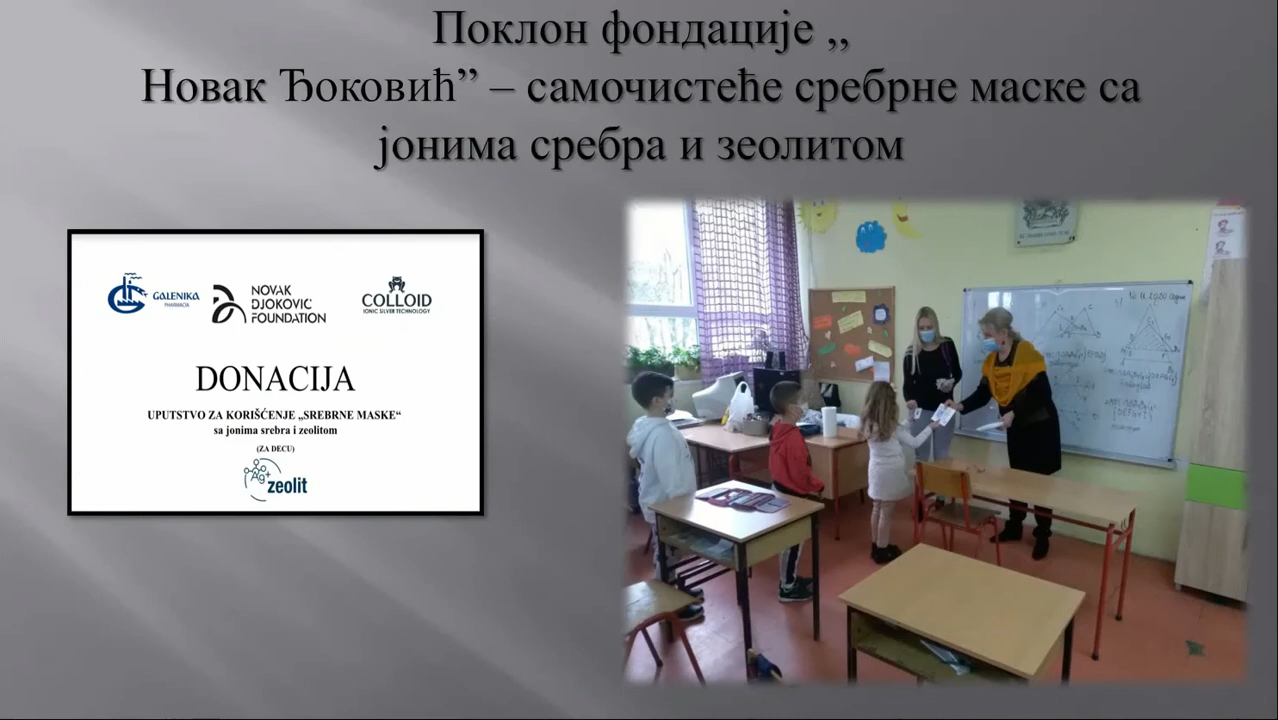 Поклон фондације ,,
Новак Ђоковић” – самочистеће сребрне маске са
јонима сребра и зеолитом
GALENIKA
PHARMACIA
NOVAK
DJOKOVIC
FOUNDATION
COLLOID
IONIC SILVER TECHNOLOGY
DONACIJA
UPUTSTVO ZA KORIŠĆENJE „SREBRNE MASKE“
sa jonima srebra i zeolitom
(ZA DECU)
Ag+
zeolit